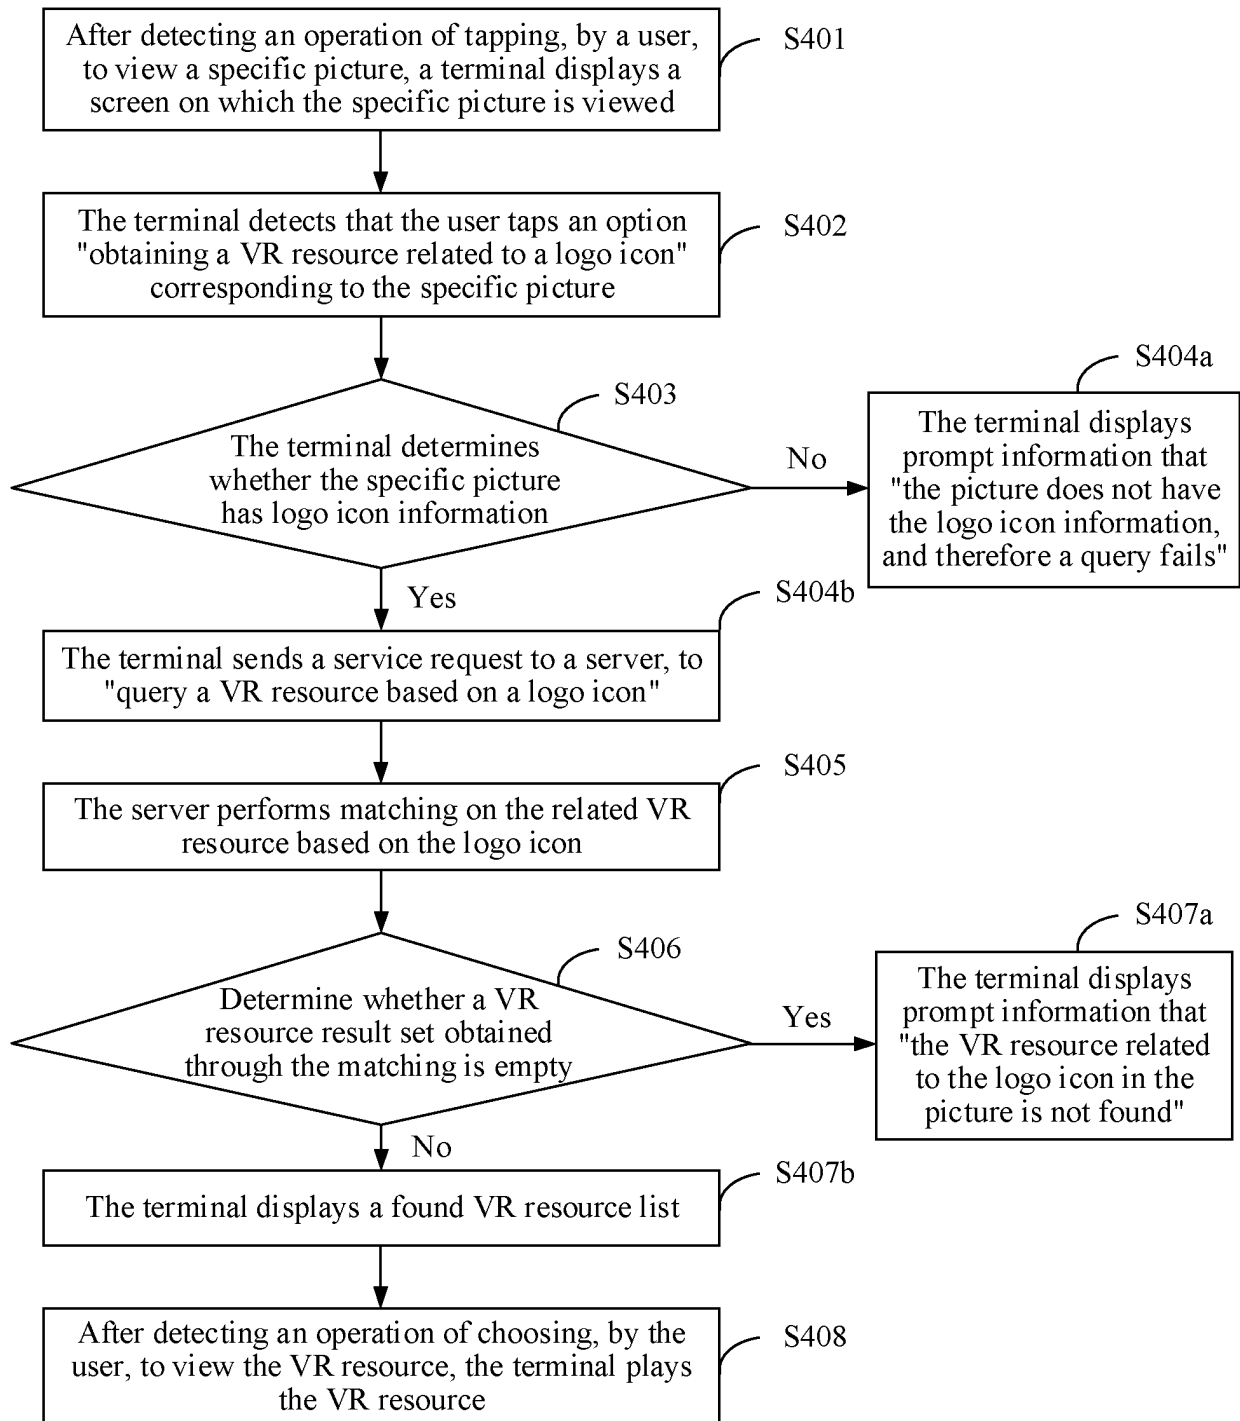 After detecting an operation of tapping, by a user,
to view a specific picture, a terminal displays a
screen on which the specific picture is viewed
S401
The terminal detects that the user taps an option
"obtaining a VR resource related to a logo icon"
corresponding to the specific picture
S402
The terminal determines
whether the specific picture
has logo icon information
S403
No
S404a
The terminal displays
prompt information that
"the picture does not have
the logo icon information,
and therefore a query fails"
Yes
S404b
The terminal sends a service request to a server, to
"query a VR resource based on a logo icon"
S405
The server performs matching on the related VR
resource based on the logo icon
S406
Determine whether a VR
resource result set obtained
through the matching is empty
Yes
S407a
The terminal displays
prompt information that
"the VR resource related
to the logo icon in the
picture is not found"
No
S407b
The terminal displays a found VR resource list
After detecting an operation of choosing, by the
user, to view the VR resource, the terminal plays
the VR resource
S408